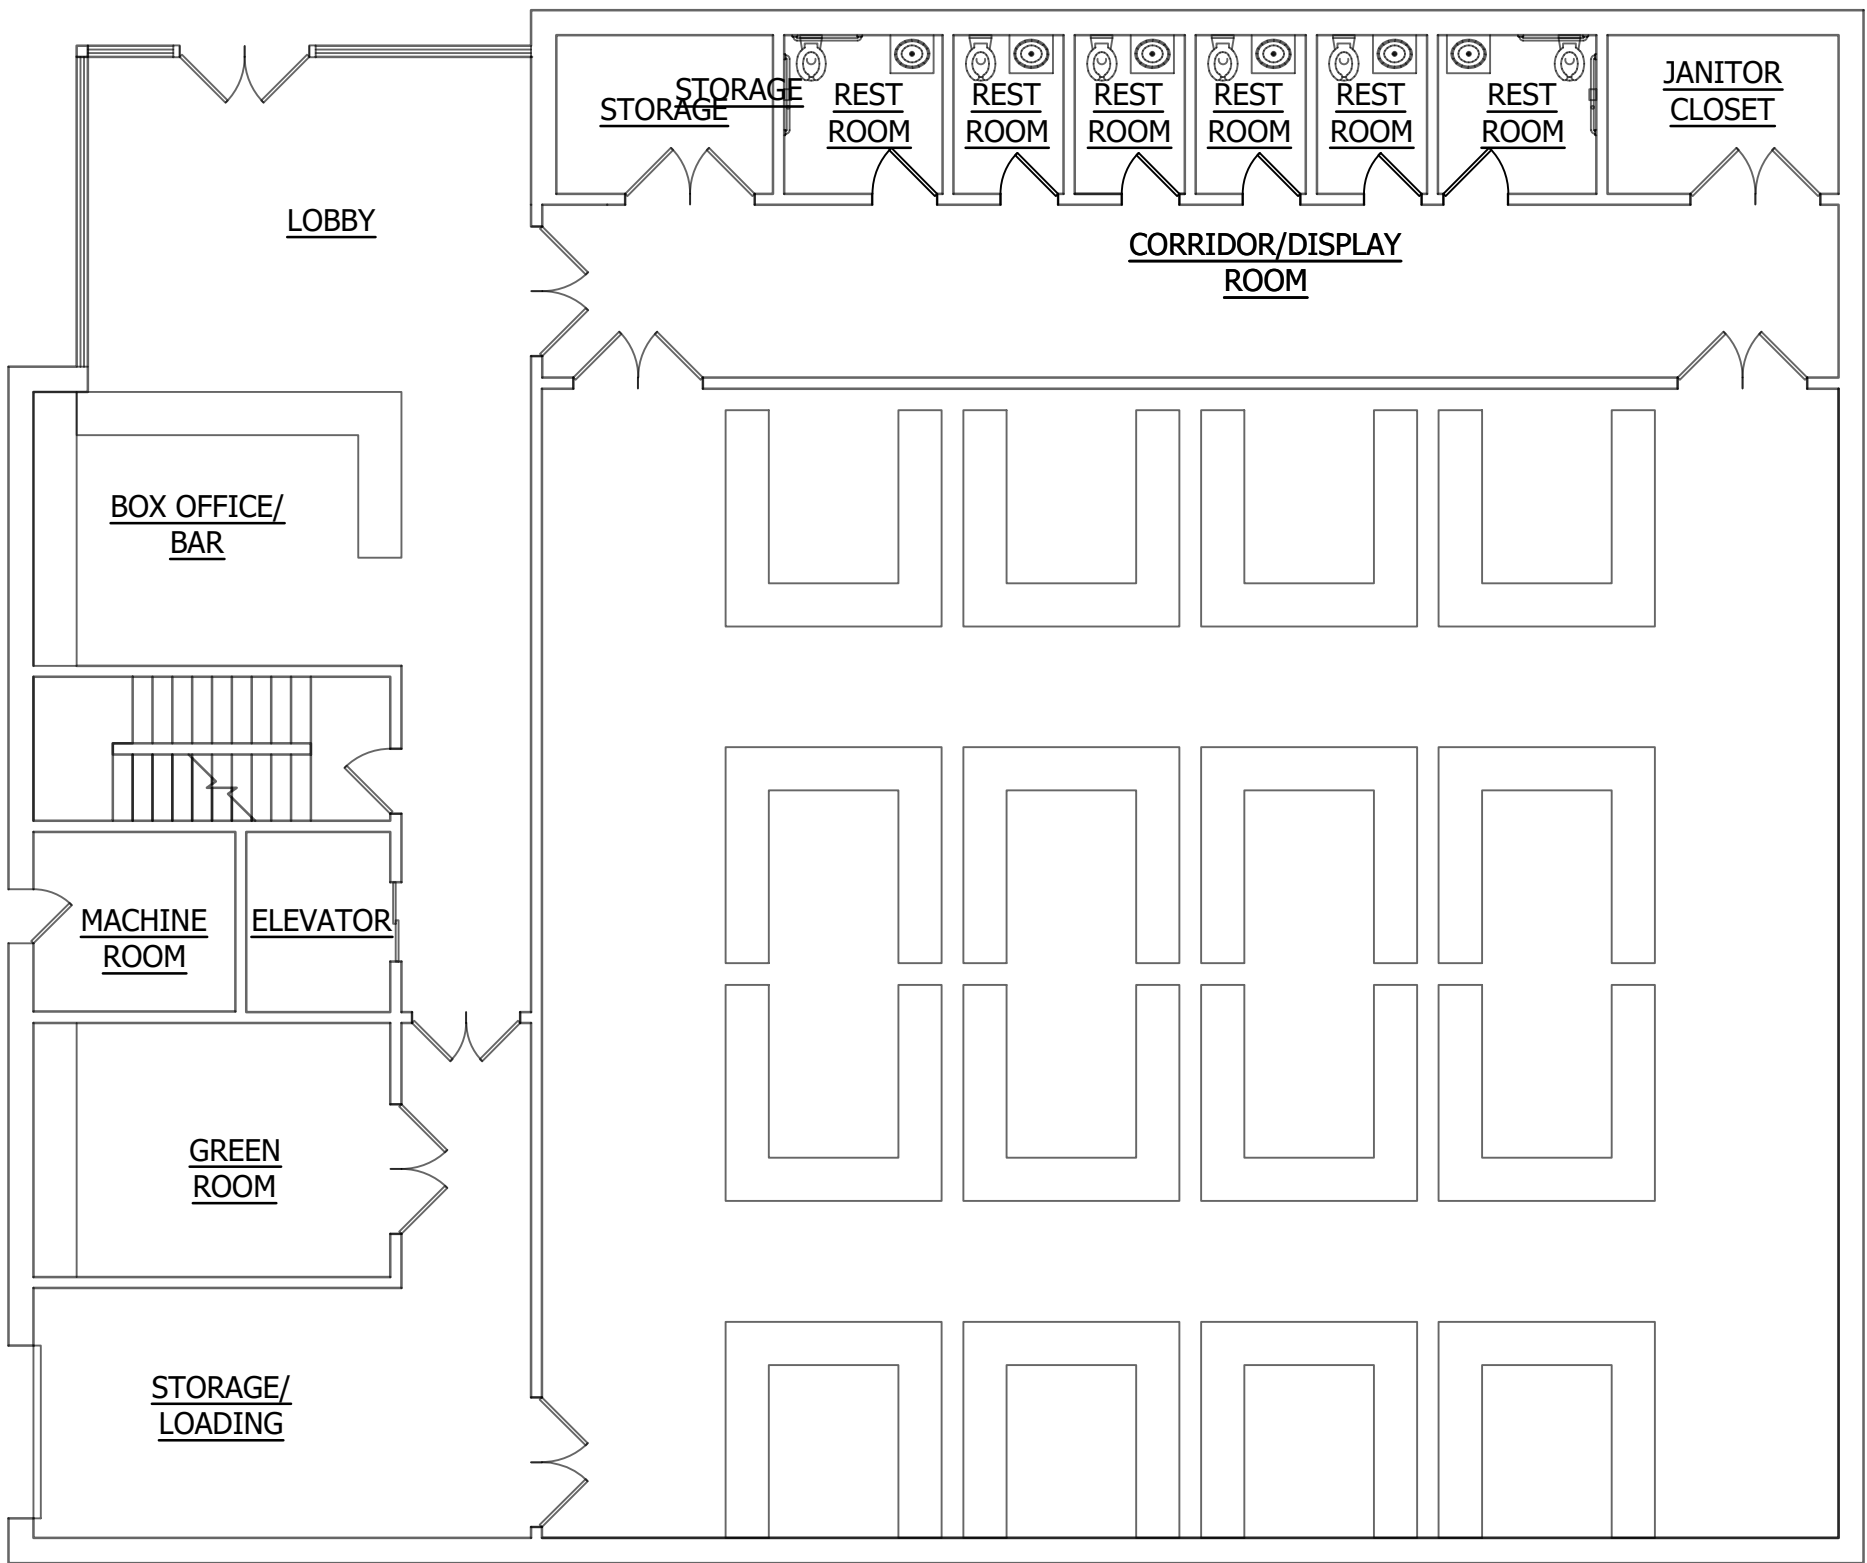 STORAGE
STORAGE
REST
ROOM
REST
ROOM
REST
ROOM
REST
ROOM
REST
ROOM
REST
ROOM
JANITOR
CLOSET
LOBBY
CORRIDOR/DISPLAY
ROOM
BOX OFFICE/
BAR
MACHINE
ROOM
ELEVATOR
GREEN
ROOM
STORAGE/
LOADING